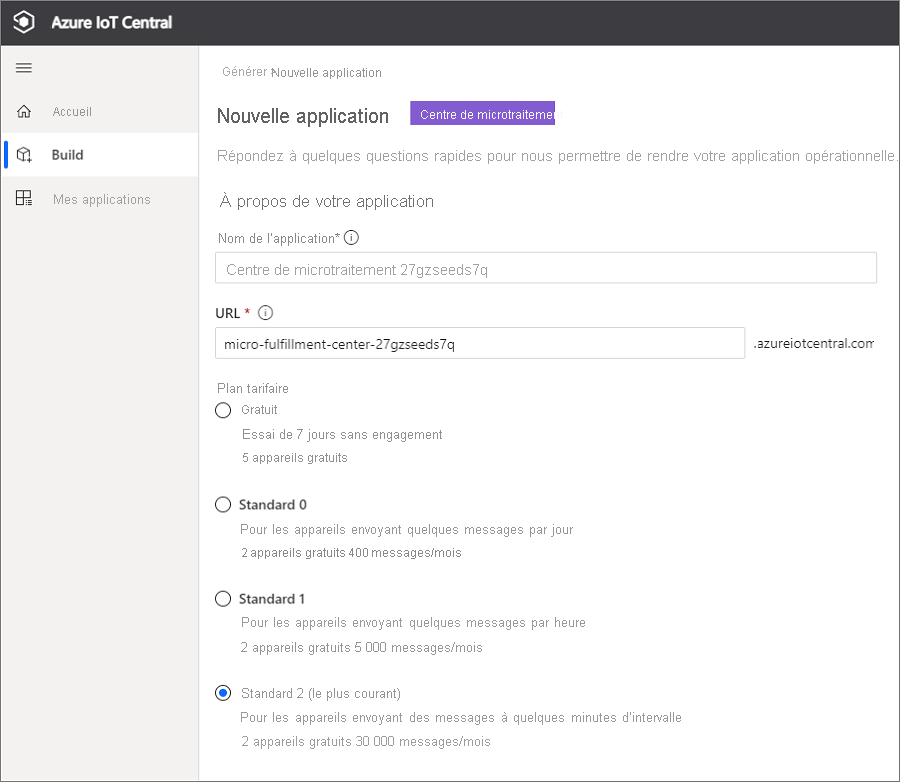 Azure IoT Central
Générer Nouvelle application
Accueil
Nouvelle application
Centre de microtraitemen
Build
Répondez à quelques questions rapides pour nous permettre de rendre votre application opérationnelle.
Mes applications
À propos de votre application
Nom de l'application*
Centre de microtraitement 27gzseeds7q
URL *
micro-fulfillment-center-27gzseeds7q
.azureiotcentral.com
Plan tarifaire
Gratuit
Essai de 7 jours sans engagement
5 appareils gratuits
Standard 0
Pour les appareils envoyant quelques messages par jour
2 appareils gratuits 400 messages/mois
Standard 1
Pour les appareils envoyant quelques messages par heure
2 appareils gratuits 5 000 messages/mois
Standard 2 (le plus courant)
Pour les appareils envoyant des messages à quelques minutes d'intervalle
2 appareils gratuits 30 000 messages/mois